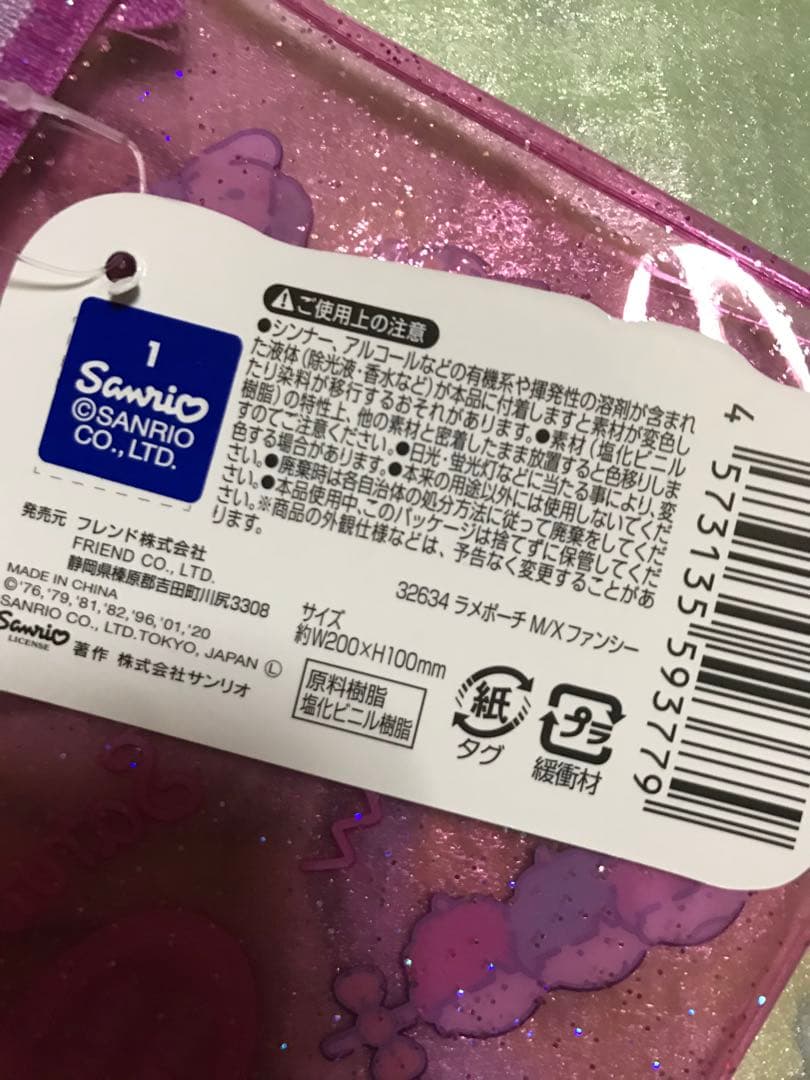 ⚠ご使用上の注意
●シンナー、アルコールなどの有機系や揮発性の溶剤が含まれ
た液体(除光液・香水など)が本品に付着しますと素材が変色し
たり染料が移行するおそれがあります。●素材(塩化ビニール
樹脂)の特性上、他の素材と密着したまま放置すると色移りしま
すのでご注意ください。●日光・蛍光灯などに当たる事により、変
色する場合があります。●本来の用途以外には使用しないでくだ
さい。●廃棄時は各自治体の処分方法に従って廃棄をしてくだ
さい。●本品使用中、このパッケージは捨てずに保管してくだ
さい。※商品の外観仕様などは、予告なく変更することがあ
ります。
1
Sanrio
©SANRIO
CO., LTD.
発売元 フレンド株式会社
FRIEND CO., LTD.
静岡県榛原郡吉田町川尻3308
MADE IN CHINA
©'76,'79,'81,'82,'96,'01,'20
SANRIO CO., LTD.TOKYO, JAPAN Ⓛ
Sanrio
LICENSE
著作 株式会社サンリオ
32634 ラメポーチ M/Xファンシー
サイズ
約W200×H100mm
原料樹脂
塩化ビニル樹脂
紙
タグ
プラ
緩衝材
4 573135 593779